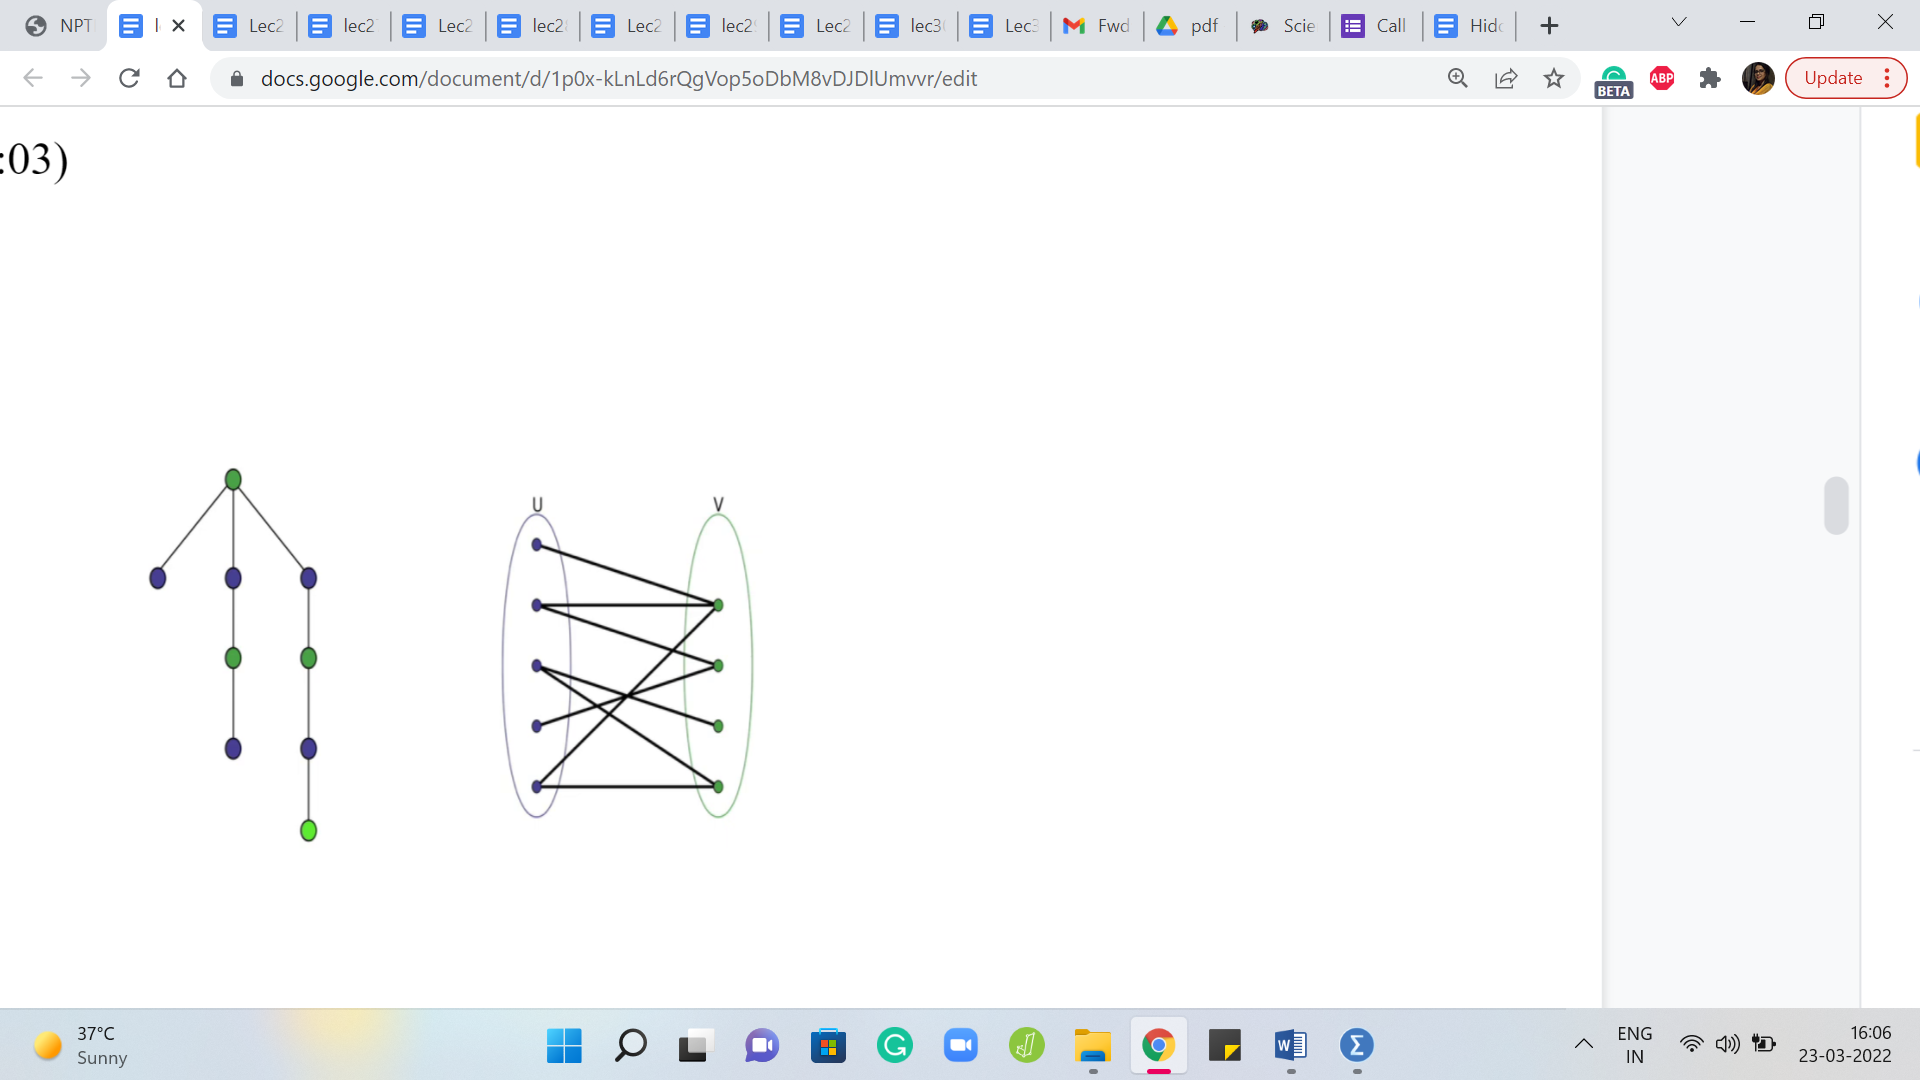 NPT
l
Lec2
lec2
Lec2
lec2
Lec2
lec2
Lec2
lec3
Lec3
Fwd
pdf
Scie
Call
Hid
docs.google.com/document/d/1p0x-kLnLd6rQgVop5oDbM8vDJDlUmvvr/edit
BETA
ABP
Update
:03)
U
V
37°C
Sunny
ENG
IN
16:06
23-03-2022